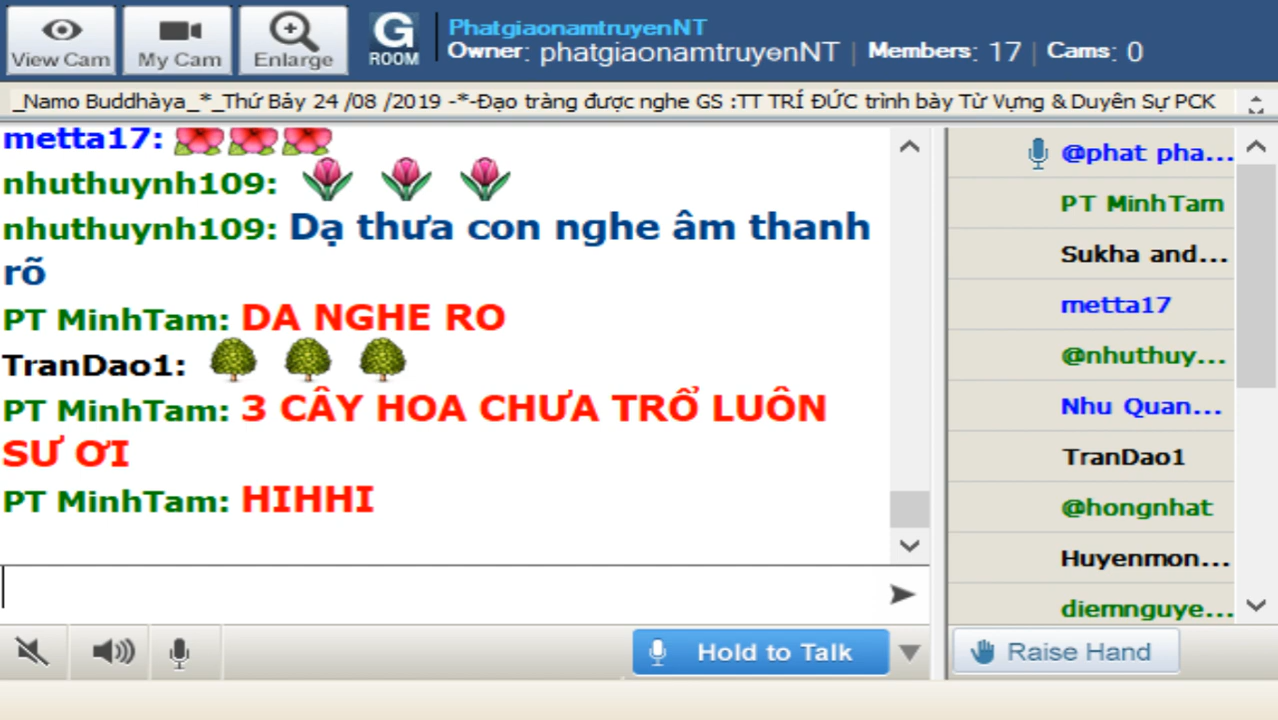 View Cam
My Cam
Enlarge
G
ROOM
PhatgiaonamtruyenNT
Owner: phatgiaonamtruyenNT | Members: 17 | Cams: 0
_Namo Buddhàya_*_Thứ Bảy 24 /08 /2019 -*-Đạo tràng được nghe GS :TT TRÍ ĐỨC trình bày Từ Vựng & Duyên Sự PCK
metta17:
nhuthuynh109:
nhuthuynh109: Dạ thưa con nghe âm thanh
rõ
PT MinhTam: DA NGHE RO
TranDao1:
PT MinhTam: 3 CÂY HOA CHƯA TRỔ LUÔN
SƯ ƠI
PT MinhTam: HIHHI
@phat pha...
PT MinhTam
Sukha and...
metta17
@nhuthuy...
Nhu Quan...
TranDao1
@hongnhat
Huyenmon...
diemnguye...
Hold to Talk
Raise Hand